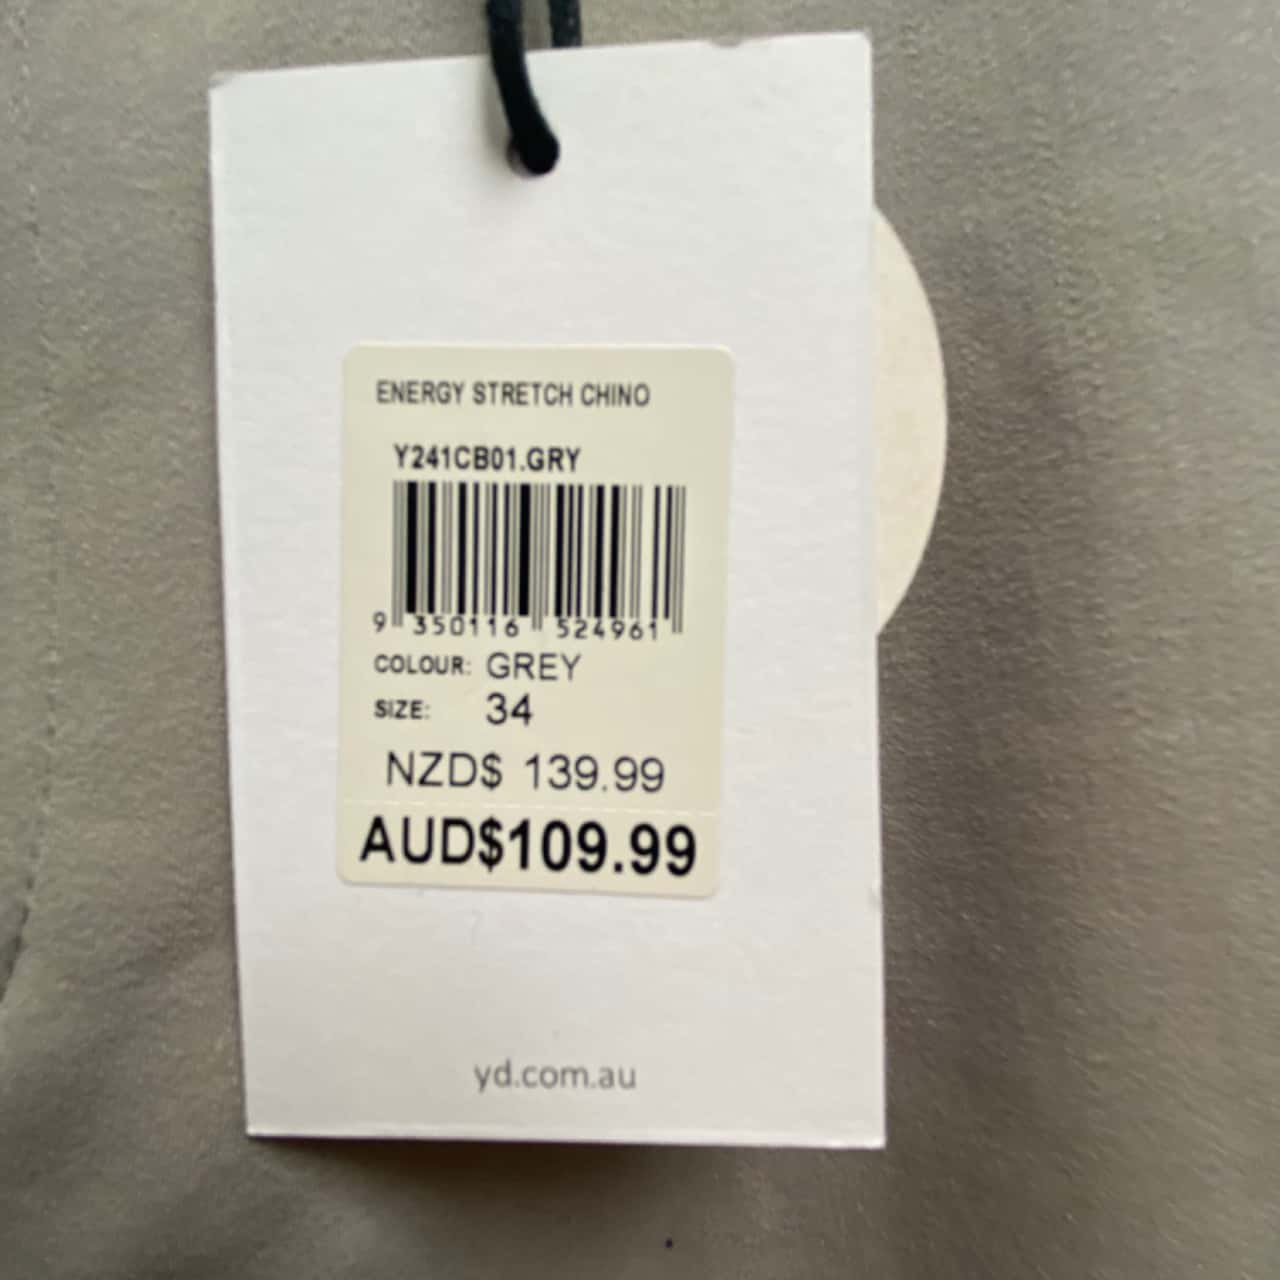 ENERGY STRETCH CHINO
Y241CB01.GRY
9 350116 524961
COLOUR: GREY
SIZE: 34
NZD$ 139.99
AUD$109.99
yd.com.au